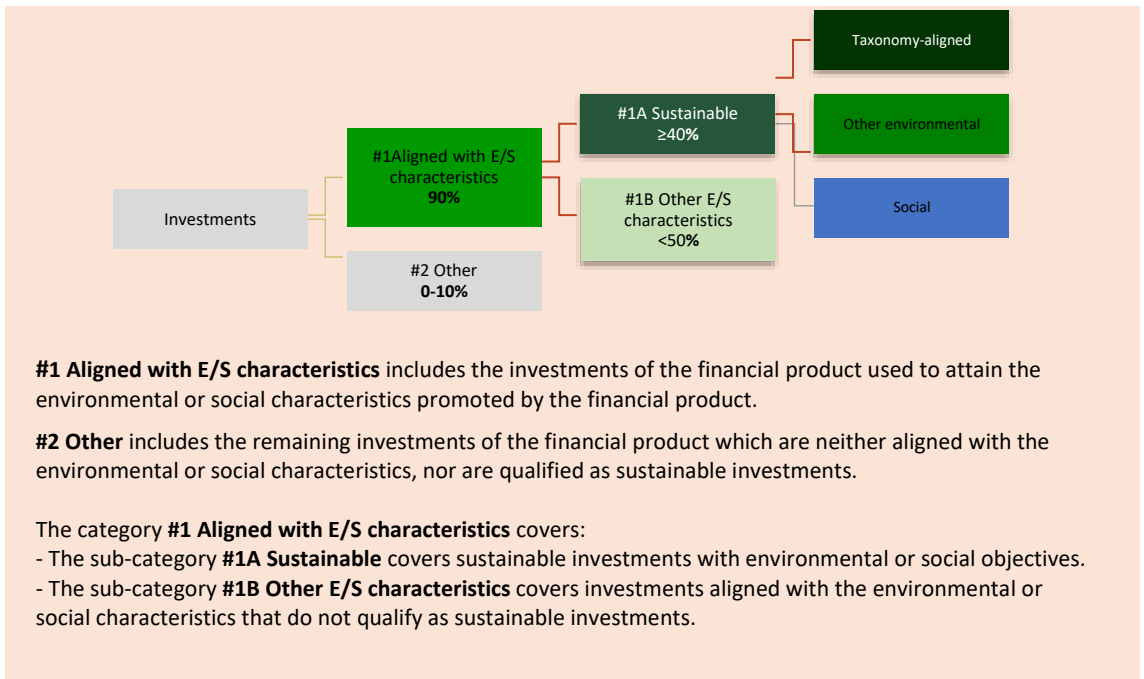 Taxonomy-aligned
#1A Sustainable
≥40%
Other environmental
#1Aligned with E/S
characteristics
90%
#1B Other E/S
characteristics
<50%
Investments
Social
#2 Other
0-10%
#1 Aligned with E/S characteristics includes the investments of the financial product used to attain the
environmental or social characteristics promoted by the financial product.
#2 Other includes the remaining investments of the financial product which are neither aligned with the
environmental or social characteristics, nor are qualified as sustainable investments.
The category #1 Aligned with E/S characteristics covers:
- The sub-category #1A Sustainable covers sustainable investments with environmental or social objectives.
- The sub-category #1B Other E/S characteristics covers investments aligned with the environmental or
social characteristics that do not qualify as sustainable investments.